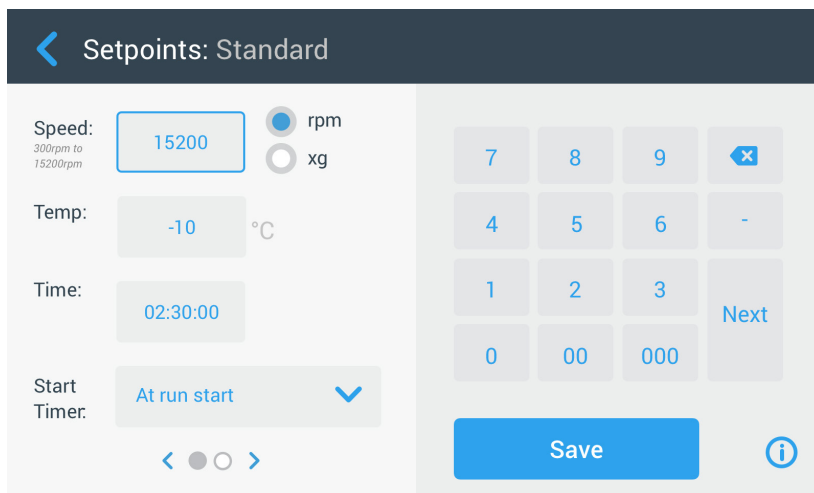 Setpoints: Standard
Speed:
300rpm to
15200rpm
15200
rpm
xg
Temp:
-10
°C
Time:
02:30:00
Start
Timer:
At run start
7 8 9
4 5 6 -
1 2 3
Next
0 00 000
Save